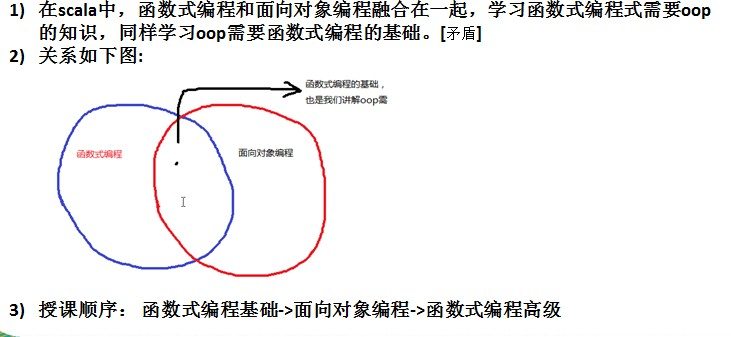 1) 在scala中，函数式编程和面向对象编程融合在一起，学习函数式编程式需要oop
的知识，同样学习oop需要函数式编程的基础。[矛盾]
2) 关系如下图:
函数式编程的基础，
也是我们讲解oop需
函数式编程
面向对象编程
3) 授课顺序： 函数式编程基础->面向对象编程->函数式编程高级